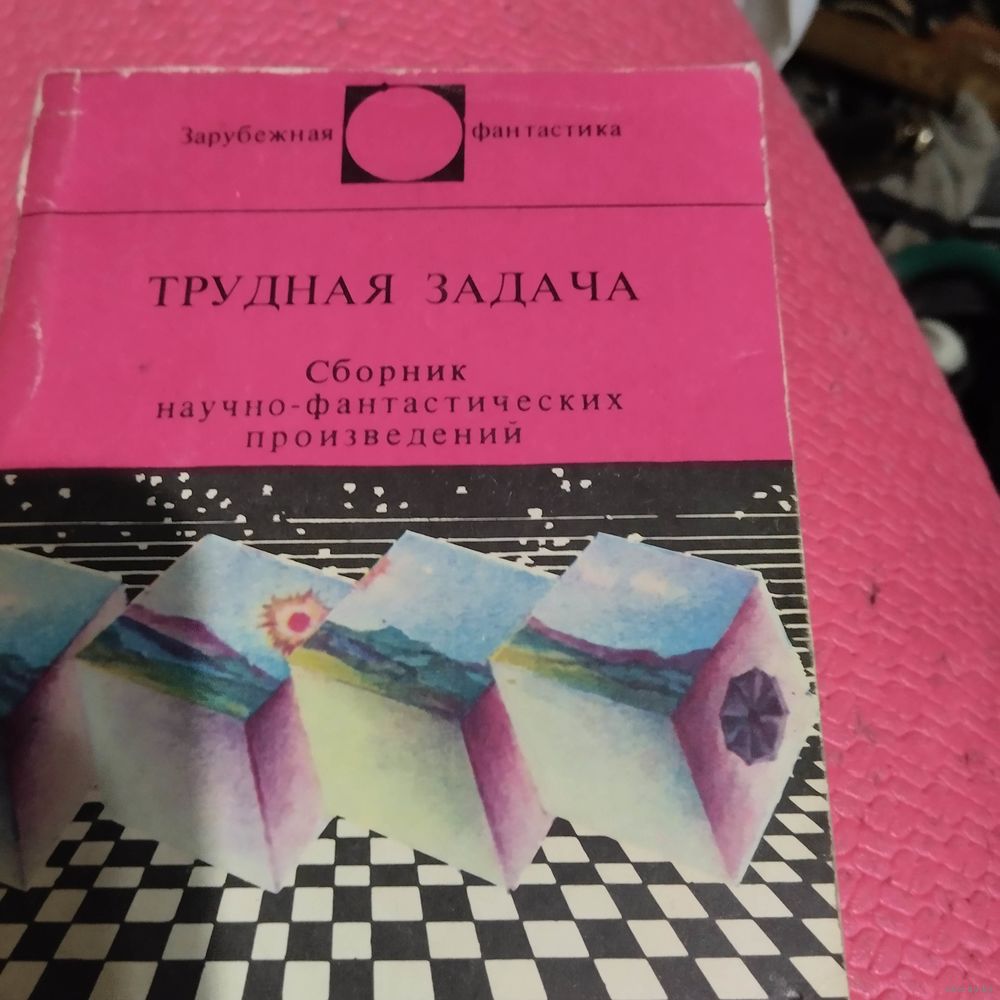 Зарубежная фантастика
ТРУДНАЯ ЗАДАЧА
Сборник
научно-фантастических
произведений